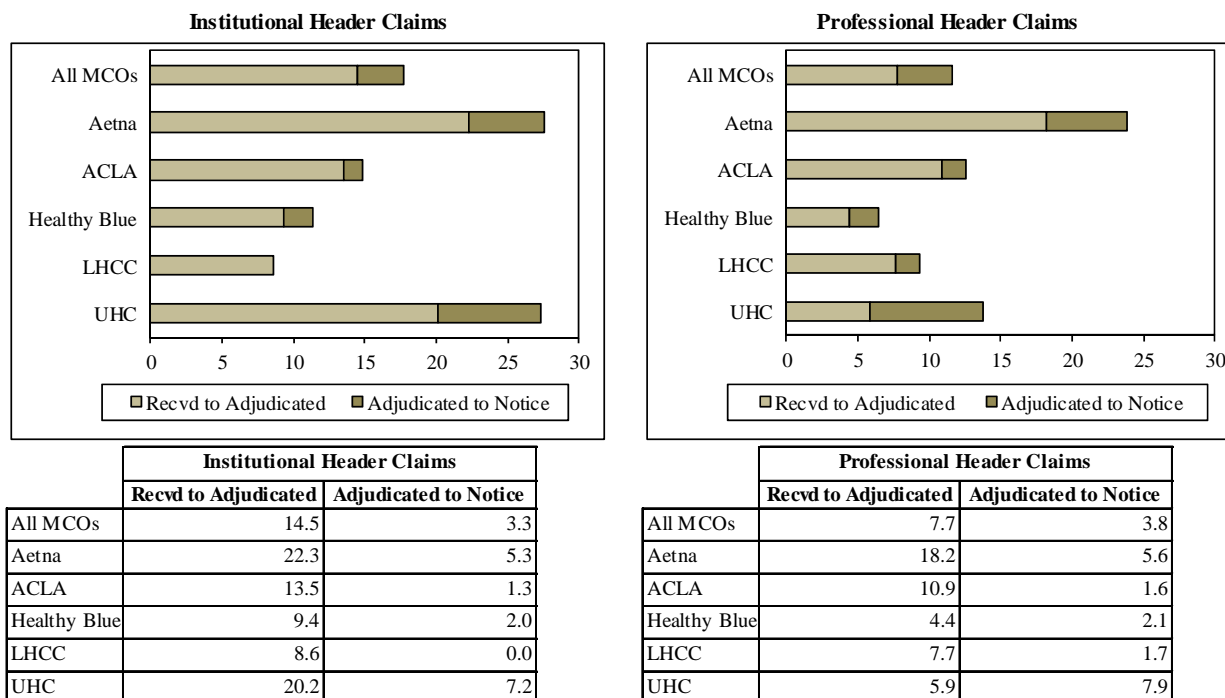 Institutional Header Claims
All MCOs
Aetna
ACLA
Healthy Blue
LHCC
UHC
0 5 10 15 20 25 30
Recvd to Adjudicated Adjudicated to Notice
Professional Header Claims
All MCOs
Aetna
ACLA
Healthy Blue
LHCC
UHC
0 5 10 15 20 25 30
Recvd to Adjudicated Adjudicated to Notice
Institutional Header Claims
Recvd to Adjudicated Adjudicated to Notice
All MCOs 14.5 3.3
Aetna 22.3 5.3
ACLA 13.5 1.3
Healthy Blue 9.4 2.0
LHCC 8.6 0.0
UHC 20.2 7.2
Professional Header Claims
Recvd to Adjudicated Adjudicated to Notice
All MCOs 7.7 3.8
Aetna 18.2 5.6
ACLA 10.9 1.6
Healthy Blue 4.4 2.1
LHCC 7.7 1.7
UHC 5.9 7.9